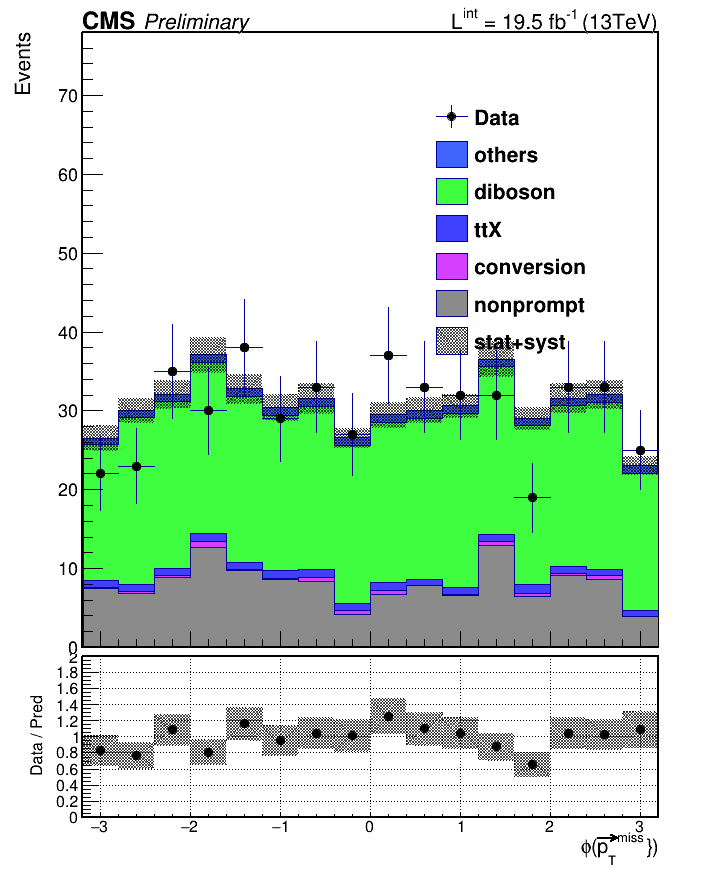 CMS Preliminary L^int = 19.5 fb^-1 (13TeV)
Events
70
60
50
40
30
20
10
0
Data
others
diboson
ttX
conversion
nonprompt
stat+syst
Data / Pred
2
1.8
1.6
1.4
1.2
1
0.8
0.6
0.4
0.2
0
−3 −2 −1 0 1 2 3
ϕ(p_T^miss })